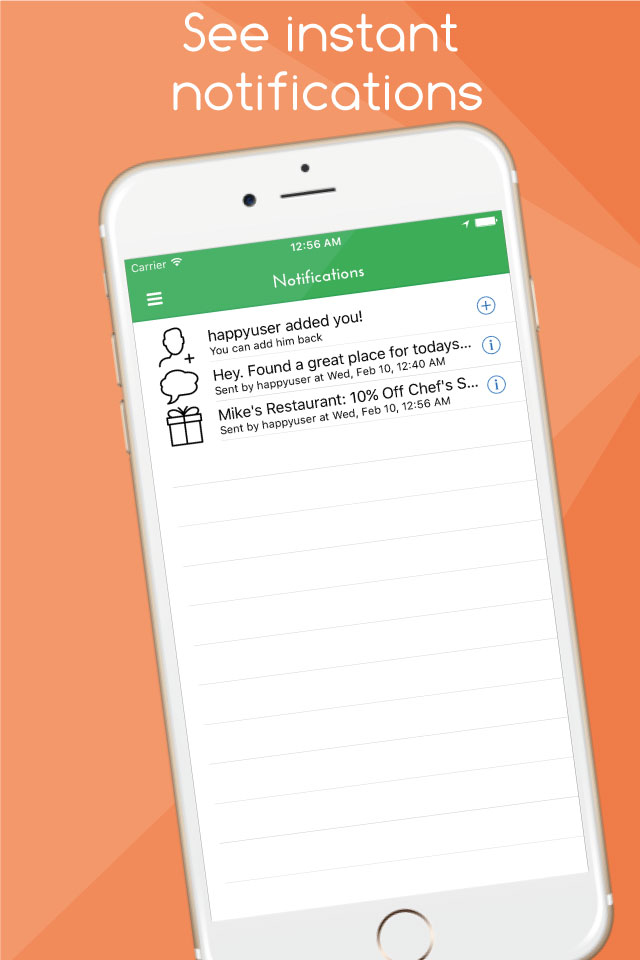 See instant
notifications
Carrier
12:56 AM
Notifications
happyuser added you!
You can add him back
Hey. Found a great place for todays...
Sent by happyuser at Wed, Feb 10, 12:40 AM
Mike's Restaurant: 10% Off Chef's S...
Sent by happyuser at Wed, Feb 10, 12:56 AM